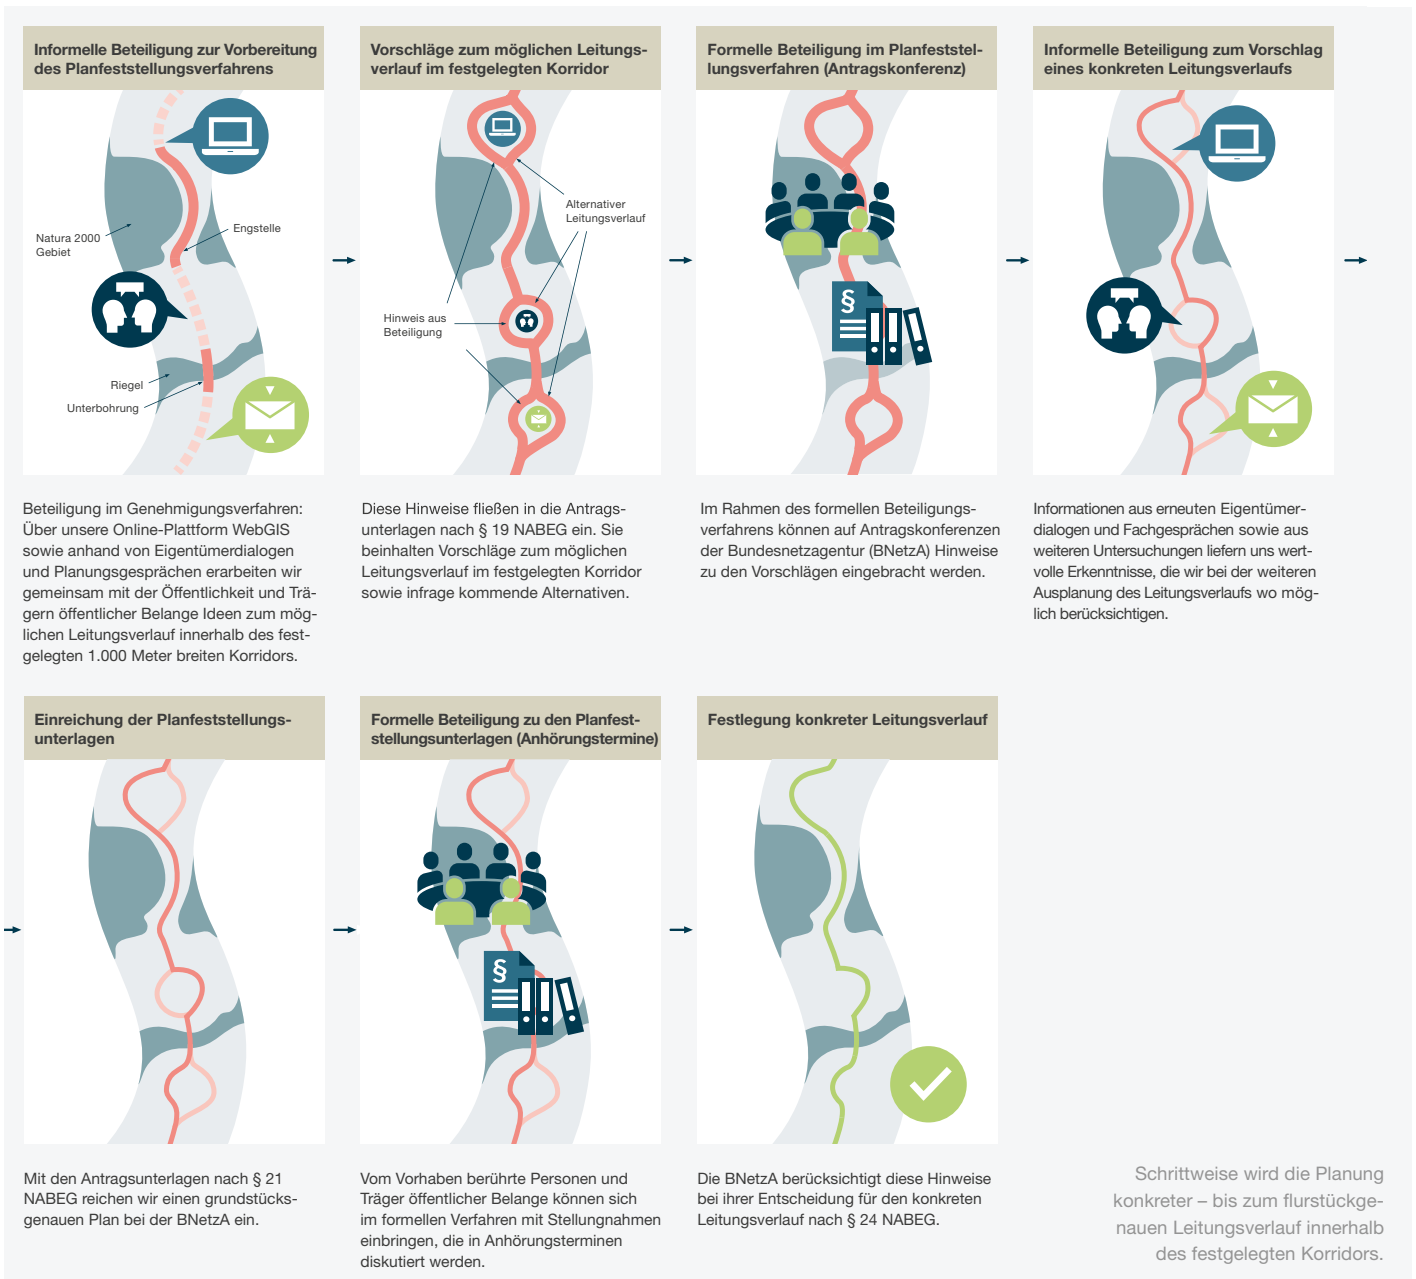 Informelle Beteiligung zur Vorbereitung
des Planfeststellungsverfahrens
Natura 2000
Gebiet
Engstelle
Riegel
Unterbohrung
Beteiligung im Genehmigungsverfahren:
Über unsere Online-Plattform WebGIS
sowie anhand von Eigentümerdialogen
und Planungsgesprächen erarbeiten wir
gemeinsam mit der Öffentlichkeit und Trä-
gern öffentlicher Belange Ideen zum mög-
lichen Leitungsverlauf innerhalb des fest-
gelegten 1.000 Meter breiten Korridors.
Vorschläge zum möglichen Leitungs-
verlauf im festgelegten Korridor
Alternativer
Leitungsverlauf
Hinweis aus
Beteiligung
Diese Hinweise fließen in die Antrags-
unterlagen nach § 19 NABEG ein. Sie
beinhalten Vorschläge zum möglichen
Leitungsverlauf im festgelegten Korridor
sowie infrage kommende Alternativen.
Formelle Beteiligung im Planfeststel-
lungsverfahren (Antragskonferenz)
§
Im Rahmen des formellen Beteiligungs-
verfahrens können auf Antragskonferenzen
der Bundesnetzagentur (BNetzA) Hinweise
zu den Vorschlägen eingebracht werden.
Informelle Beteiligung zum Vorschlag
eines konkreten Leitungsverlaufs
Informationen aus erneuten Eigentümer-
dialogen und Fachgesprächen sowie aus
weiteren Untersuchungen liefern uns wert-
volle Erkenntnisse, die wir bei der weiteren
Ausplanung des Leitungsverlaufs wo mög-
lich berücksichtigen.
Einreichung der Planfeststellungs-
unterlagen
Mit den Antragsunterlagen nach § 21
NABEG reichen wir einen grundstücks-
genauen Plan bei der BNetzA ein.
Formelle Beteiligung zu den Planfest-
stellungsunterlagen (Anhörungstermine)
§
Vom Vorhaben berührte Personen und
Träger öffentlicher Belange können sich
im formellen Verfahren mit Stellungnahmen
einbringen, die in Anhörungsterminen
diskutiert werden.
Festlegung konkreter Leitungsverlauf
Die BNetzA berücksichtigt diese Hinweise
bei ihrer Entscheidung für den konkreten
Leitungsverlauf nach § 24 NABEG.
Schrittweise wird die Planung
konkreter – bis zum flurstückge-
nauen Leitungsverlauf innerhalb
des festgelegten Korridors.